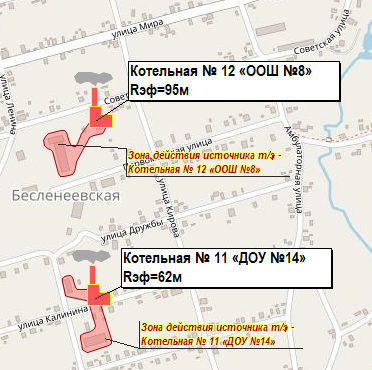 улица Мира
Советская улица
Котельная № 12 «ООШ №8»
Rэф=95м
улица Ленина
Амбулаторная улица
Зона действия источника т/э -
Котельная № 12 «ООШ №8»
Бесленеевская
улица Кирова
улица Дружбы
Котельная № 11 «ДОУ №14»
Rэф=62м
улица Калинина
Зона действия источника т/э -
Котельная № 11 «ДОУ №14»